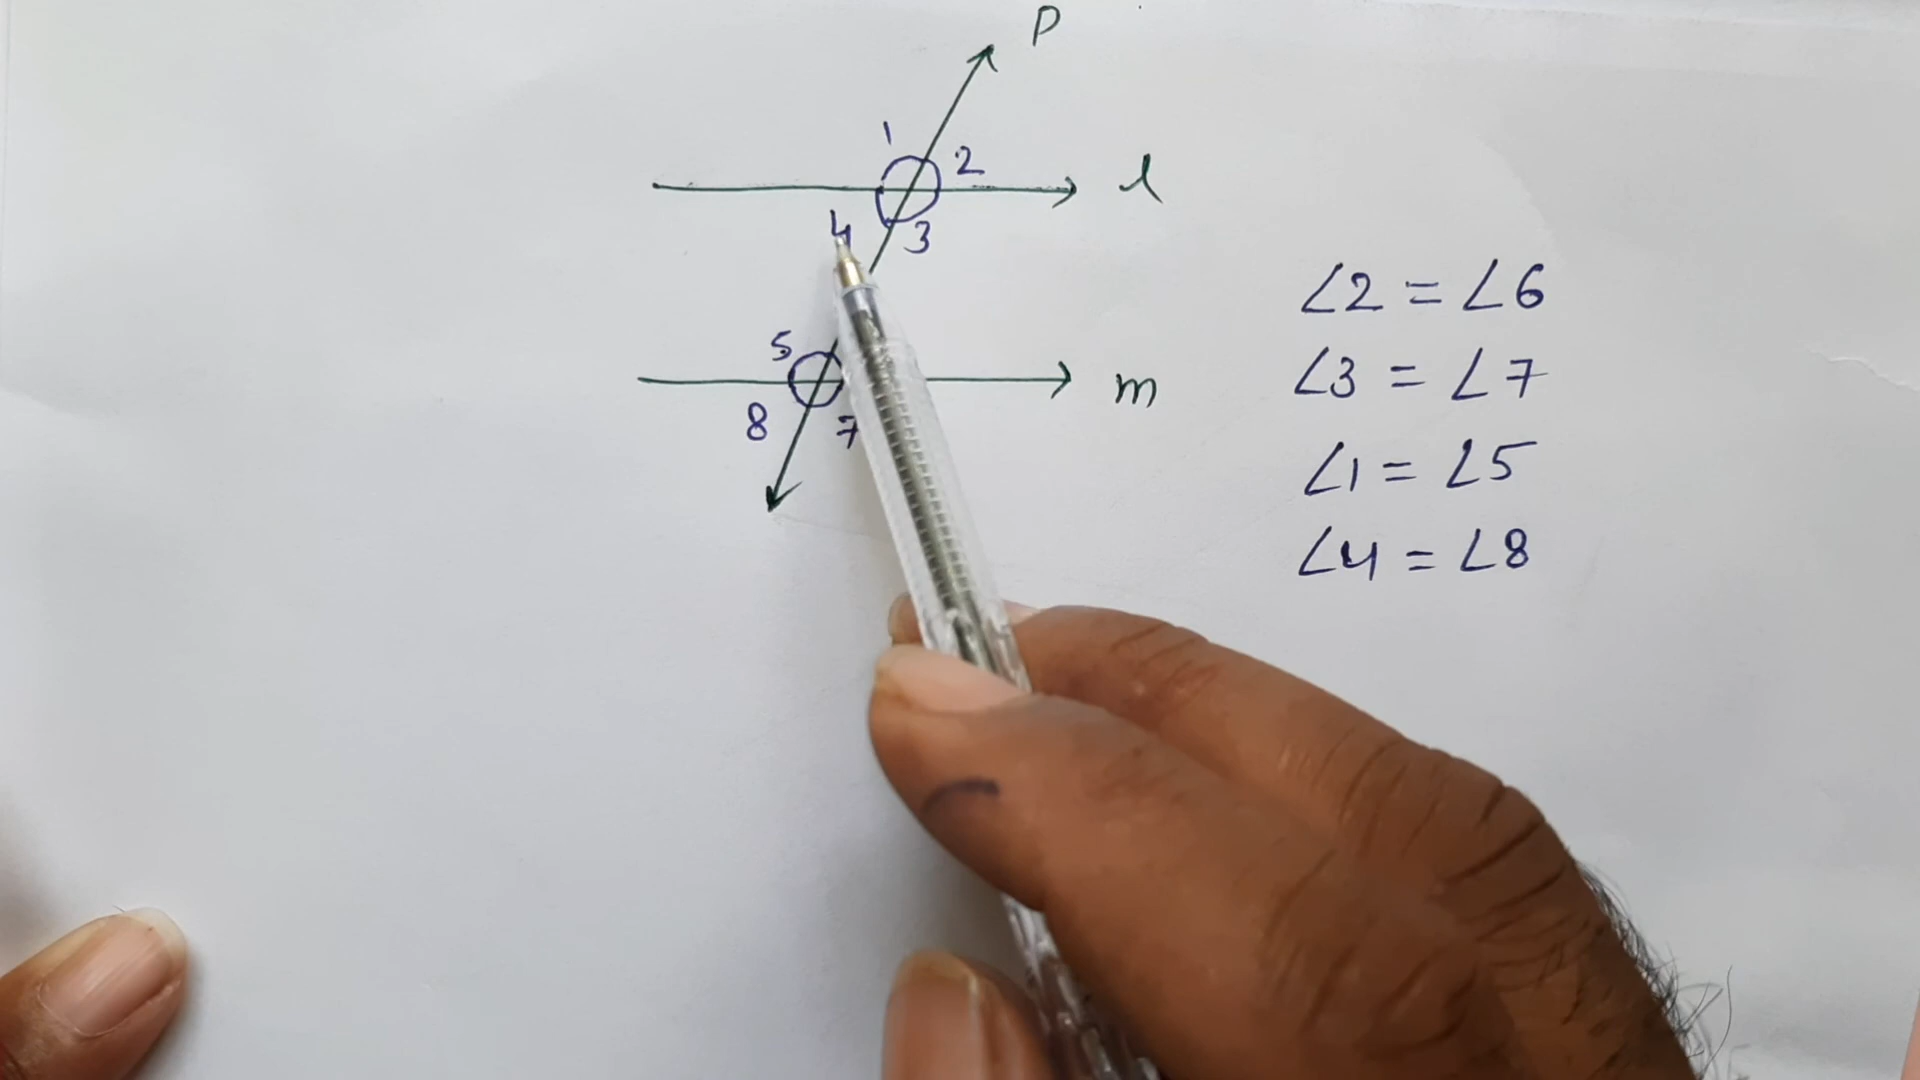 P
1
2
l
4
3
5
m
8
7
∠2 = ∠6
∠3 = ∠7
∠1 = ∠5
∠4 = ∠8